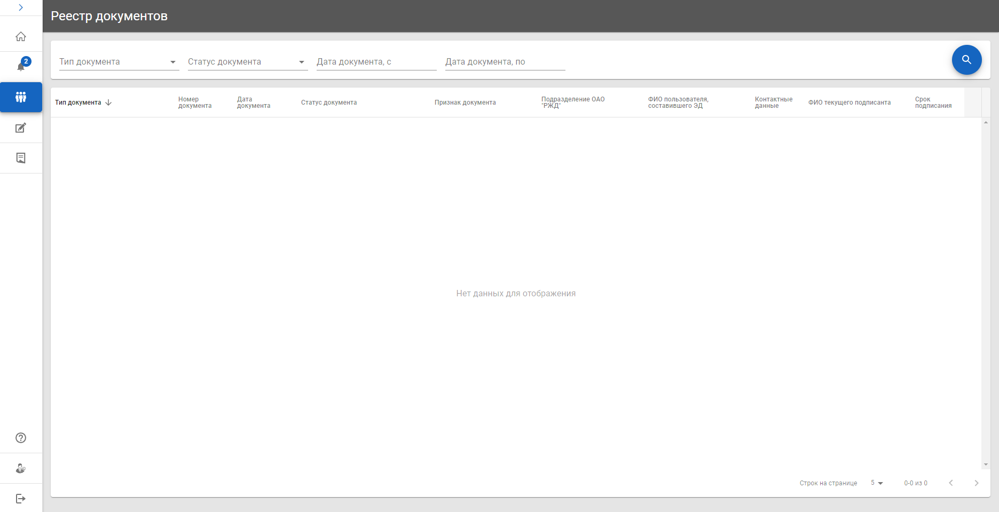 Реестр документов
2
Тип документа
Статус документа
Дата документа, с
Дата документа, по
Тип документа
Номер
документа
Дата
документа
Статус документа
Признак документа
Подразделение ОАО
"РЖД"
ФИО пользователя,
составившего ЭД
Контактные
данные
ФИО текущего подписанта
Срок
подписания
Нет данных для отображения
Строк на странице
5
0-0 из 0